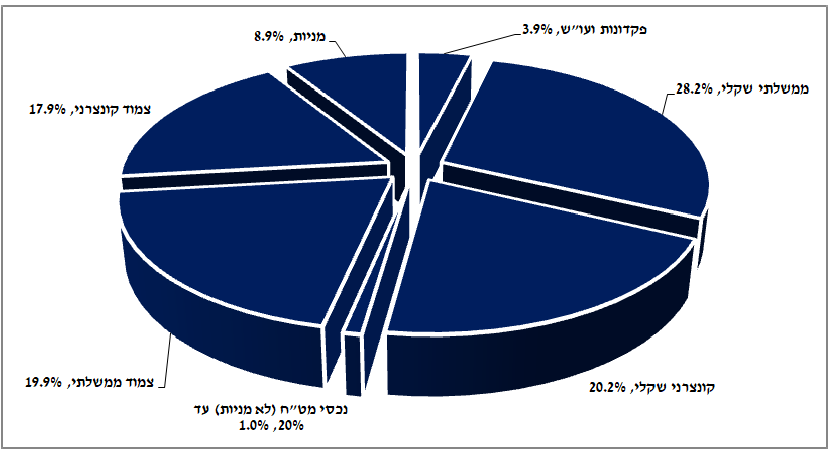 פקדונות ועו״ש, 3.9%
מניות, 8.9%
ממשלתי שקלי, 28.2%
צמוד קונצרני, 17.9%
צמוד ממשלתי, 19.9%
קונצרני שקלי, 20.2%
נכסי מט״ח (לא מניות) עד
20%, 1.0%